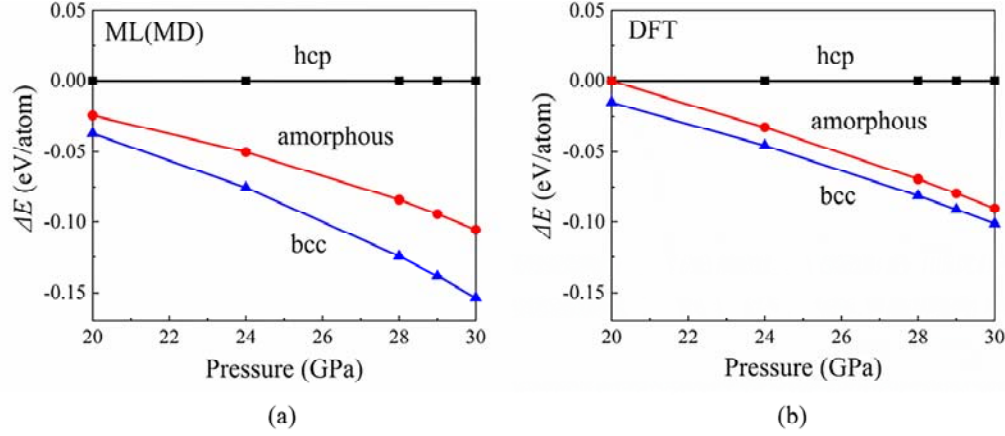 ML(MD)
hcp
amorphous
bcc
0.05
0.00
-0.05
-0.10
-0.15
ΔE (eV/atom)
20 22 24 26 28 30
Pressure (GPa)
(a)
DFT
hcp
amorphous
bcc
0.05
0.00
-0.05
-0.10
-0.15
ΔE (eV/atom)
20 22 24 26 28 30
Pressure (GPa)
(b)